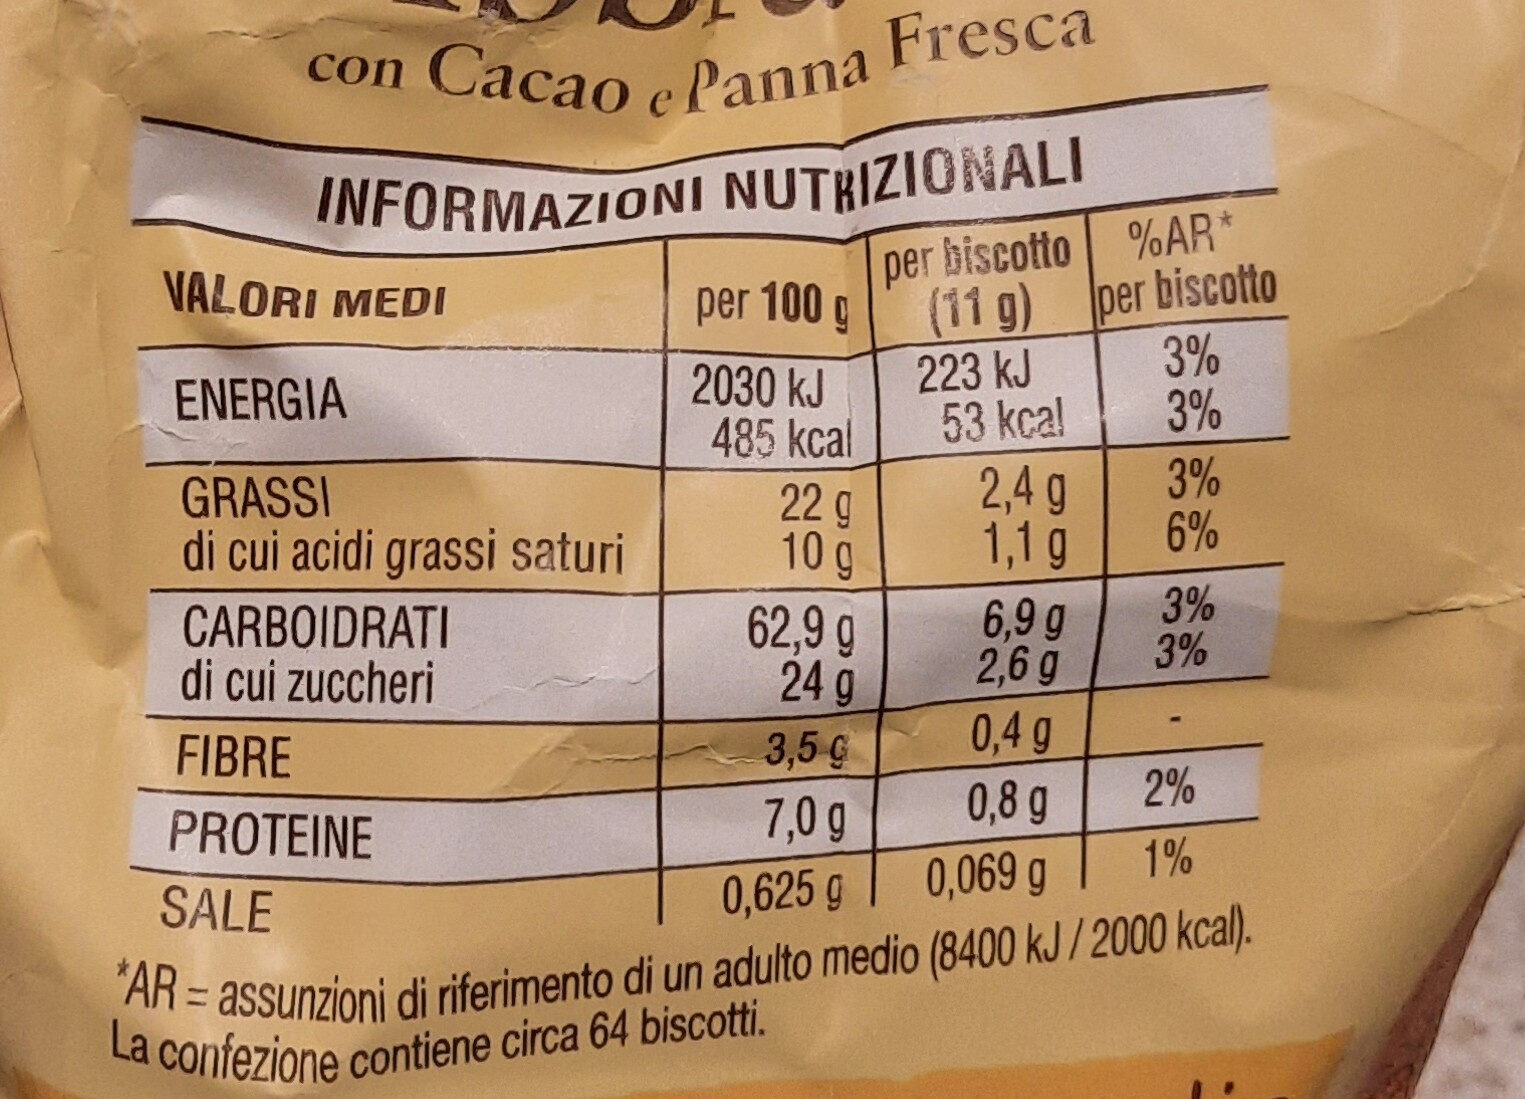 con Cacao e Panna Fresca
INFORMAZIONI NUTRIZIONALI
VALORI MEDI per 100 g per biscotto (11 g) %AR* per biscotto
ENERGIA 2030 kJ 223 kJ 3%
485 kcal 53 kcal 3%
GRASSI 22 g 2,4 g 3%
di cui acidi grassi saturi 10 g 1,1 g 6%
CARBOIDRATI 62,9 g 6,9 g 3%
di cui zuccheri 24 g 2,6 g 3%
FIBRE 3,5 g 0,4 g -
PROTEINE 7,0 g 0,8 g 2%
SALE 0,625 g 0,069 g 1%
*AR = assunzioni di riferimento di un adulto medio (8400 kJ / 2000 kcal).
La confezione contiene circa 64 biscotti.